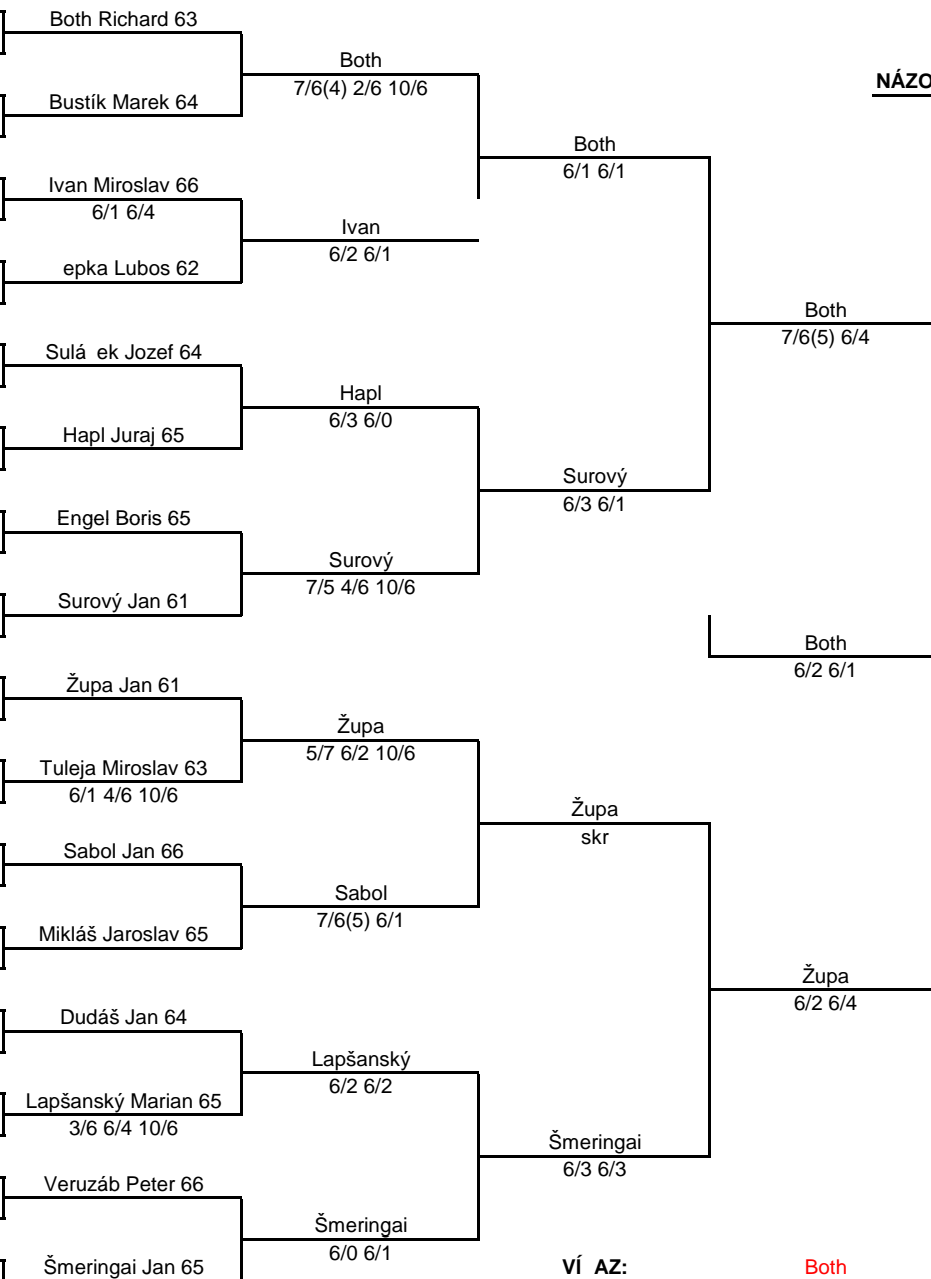 Both Richard 63
Both
7/6(4) 2/6 10/6
NÁZO
Bustík Marek 64
Both
6/1 6/1
Ivan Miroslav 66
6/1 6/4
Ivan
6/2 6/1
epka Lubos 62
Both
7/6(5) 6/4
Sulá ek Jozef 64
Hapl
6/3 6/0
Hapl Juraj 65
Surový
6/3 6/1
Engel Boris 65
Surový
7/5 4/6 10/6
Surový Jan 61
Both
6/2 6/1
Župa Jan 61
Župa
5/7 6/2 10/6
Tuleja Miroslav 63
6/1 4/6 10/6
Župa
skr
Sabol Jan 66
Sabol
7/6(5) 6/1
Mikláš Jaroslav 65
Župa
6/2 6/4
Dudáš Jan 64
Lapšanský
6/2 6/2
Lapšanský Marian 65
3/6 6/4 10/6
Šmeringai
6/3 6/3
Veruzáb Peter 66
Šmeringai
6/0 6/1
Šmeringai Jan 65
VÍ AZ: Both